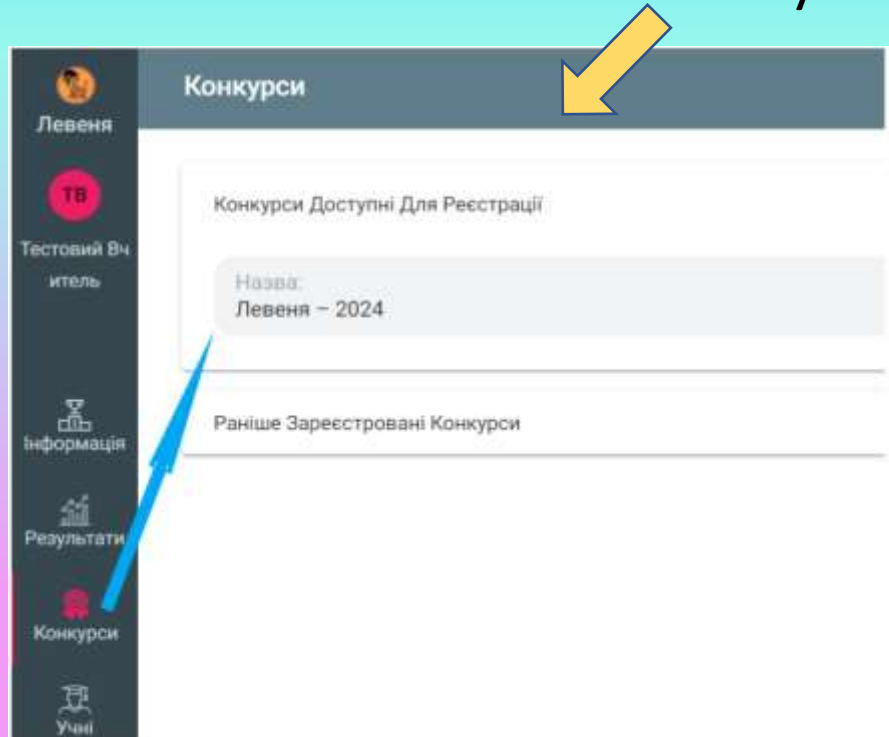 Левеня
Конкурси
ТВ
Тестовий Вч
итель
Конкурси Доступні Для Реєстрації
Назва:
Левеня – 2024
Раніше Зареєстровані Конкурси
Інформація
Результати
Конкурси
Учні